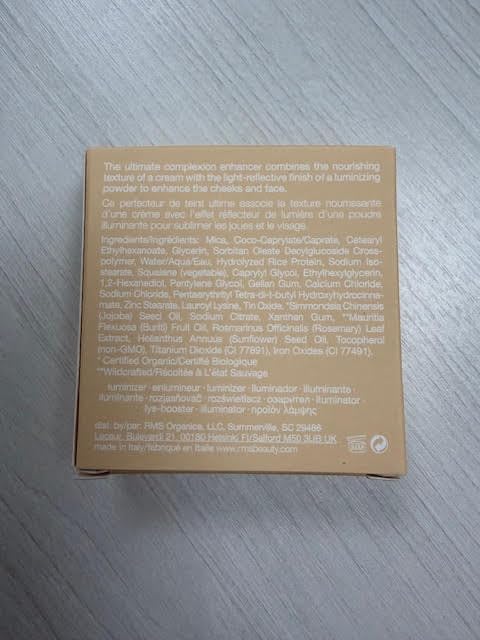 The ultimate complexion enhancer combines the nourishing
texture of a cream with the light-reflective finish of a luminizing
powder to enhance the cheeks and face.
Ce perfecteur de teint ultime associe la texture nourrissante
d'une crème avec l'effet réflecteur de lumière d'une poudre
illuminante pour sublimer les joues et le visage.
Ingredients/Ingrédients: Mica, Coco-Caprylate/Caprate, Cetearyl
Ethylhexanoate, Glycerin, Sorbitan Oleate Decylglucoside Cross-
polymer, Water/Aqua/Eau, Hydrolyzed Rice Protein, Sodium Iso-
stearate, Squalane (vegetable), Caprylyl Glycol, Ethylhexylglycerin,
1,2-Hexanediol, Pentylene Glycol, Gellan Gum, Calcium Chloride,
Sodium Chloride, Pentaerythrityl Tetra-di-t-butyl Hydroxyhydrocinna-
mate, Zinc Stearate, Lauroyl Lysine, Tin Oxide, *Simmondsia Chinensis
(Jojoba) Seed Oil, Sodium Citrate, Xanthan Gum, **Mauritia
Flexuosa (Buriti) Fruit Oil, Rosmarinus Officinalis (Rosemary) Leaf
Extract, Helianthus Annuus (Sunflower) Seed Oil, Tocopherol
(non-GMO), Titanium Dioxide (CI 77891), Iron Oxides (CI 77491).
* Certified Organic/Certifié Biologique
**Wildcrafted/Récoltée À L'état Sauvage
luminizer · enlumineur · luminizer · iluminador · illuminante ·
iluminante · rozjasňovač · rozświetlacz · озарител · iluminator ·
lys-booster · illuminator · προϊόν λάμψης
dist. by/par: RMS Organics, LLC, Summerville, SC 29486
Bulevardi 21, 00180 Helsinki, FI/Salford M50 3UB UK
made in Italy/fabriqué en Italie www.rmsbeauty.com